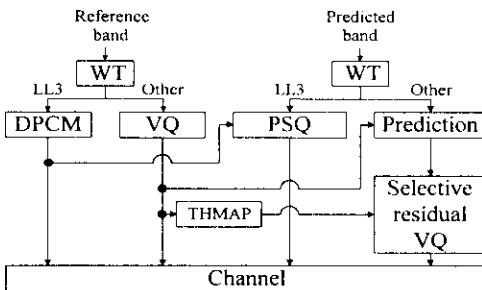 Reference
band
Predicted
band
WT
WT
LL3
Other
LL3
Other
DPCM
VQ
PSQ
Prediction
THMAP
Selective
residual
VQ
Channel